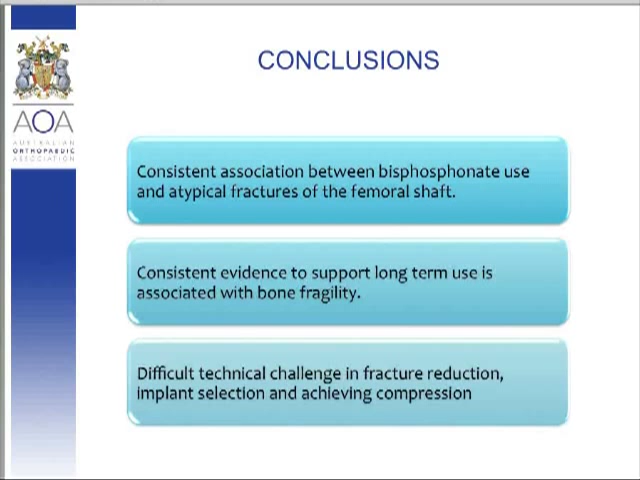 CONCLUSIONS
AOA
AUSTRALIAN
ORTHOPAEDIC
ASSOCIATION
Consistent association between bisphosphonate use
and atypical fractures of the femoral shaft.
Consistent evidence to support long term use is
associated with bone fragility.
Difficult technical challenge in fracture reduction,
implant selection and achieving compression